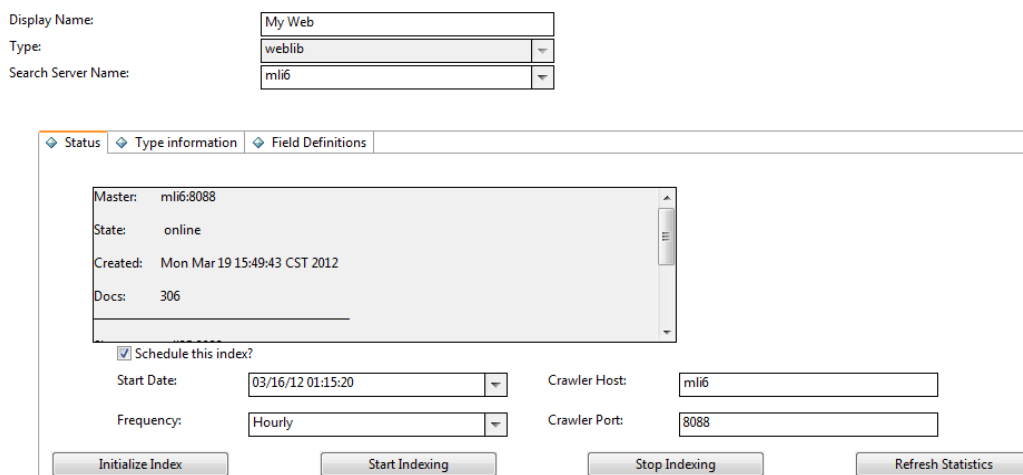 Display Name: My Web
Type: weblib
Search Server Name: mli6
Status Type information Field Definitions
Master: mli6:8088
State: online
Created: Mon Mar 19 15:49:43 CST 2012
Docs: 306
Schedule this index?
Start Date: 03/16/12 01:15:20 Crawler Host: mli6
Frequency: Hourly Crawler Port: 8088
Initialize Index Start Indexing Stop Indexing Refresh Statistics